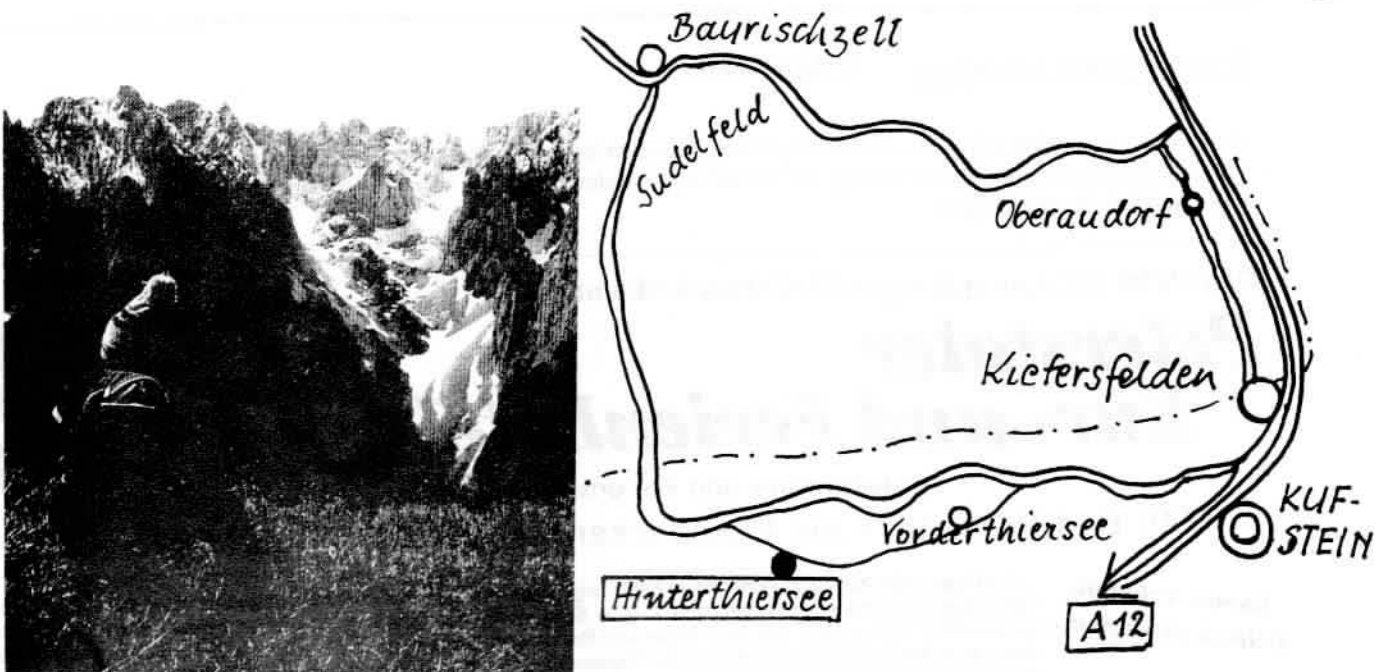 Bayrischzell
Sudelfeld
Oberaudorf
Kiefersfelden
Vorderthiersee
KUF-
STEIN
Hinterthiersee
A12